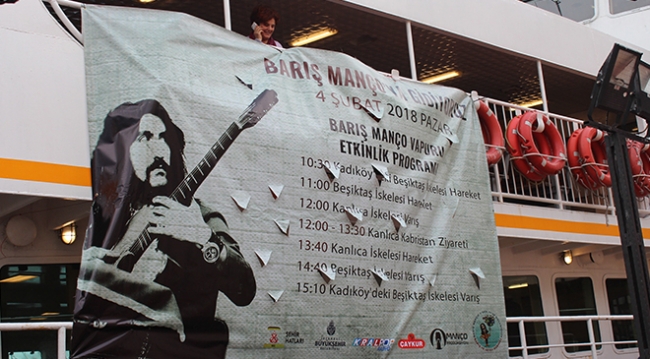 BARIŞ MANÇO
4 ŞUBAT 2018 PAZAR
BARIŞ MANÇO VAPURU
ETKİNLİK PROGRAMI
10:30 Kadıköy Beşiktaş İskelesi Hareket
11:00 Beşiktaş İskelesi Hareket
12:00 Kanlıca İskelesi Varış
12:00 - 13:30 Kanlıca Kabristan Ziyareti
13:40 Kanlıca İskelesi Hareket
14:40 Beşiktaş İskelesi Varış
15:10 Kadıköy'deki Beşiktaş İskelesi Varış
ŞEHİR HATLARI
İSTANBUL BÜYÜKŞEHİR BELEDİYESİ
KRALPOP
ÇAYKUR
MANÇO